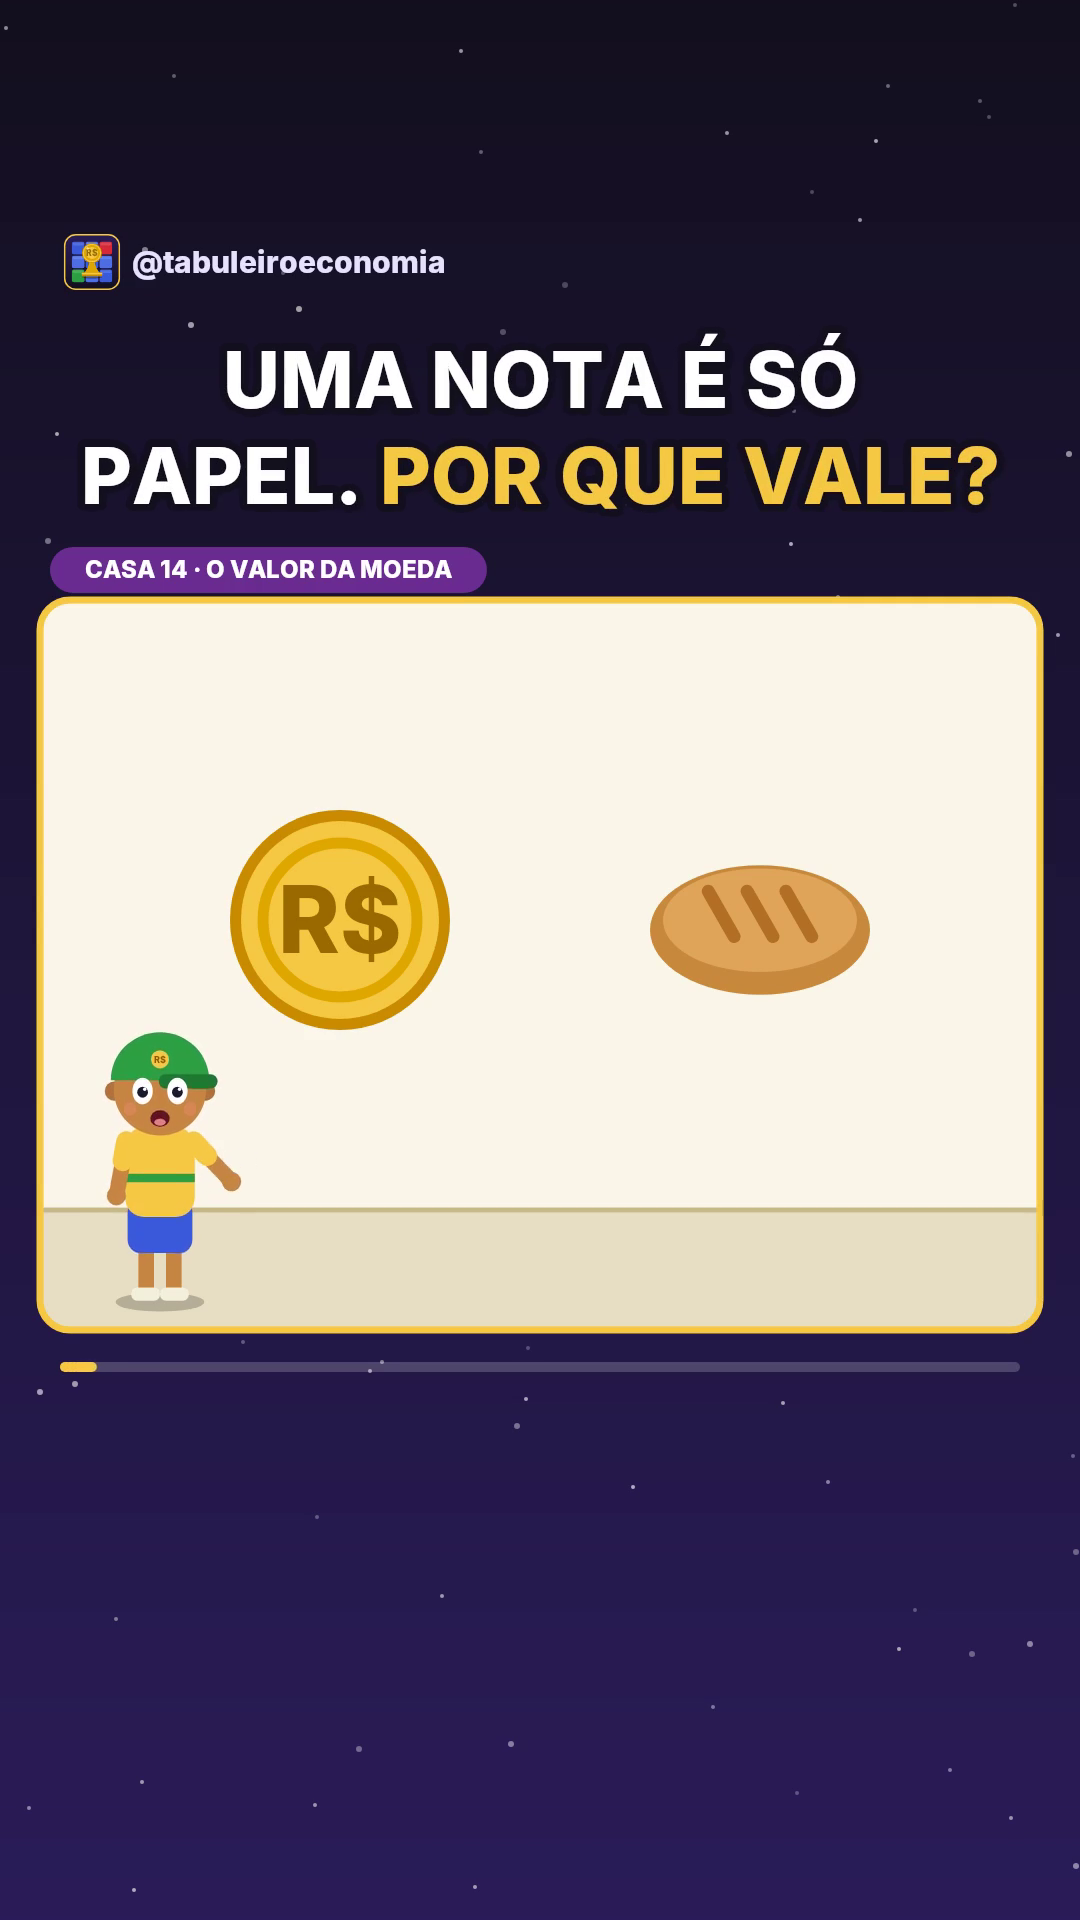 R$
@tabuleiroeconomia
UMA NOTA É SÓ
PAPEL. POR QUE VALE?
CASA 14 · O VALOR DA MOEDA
R$
R$